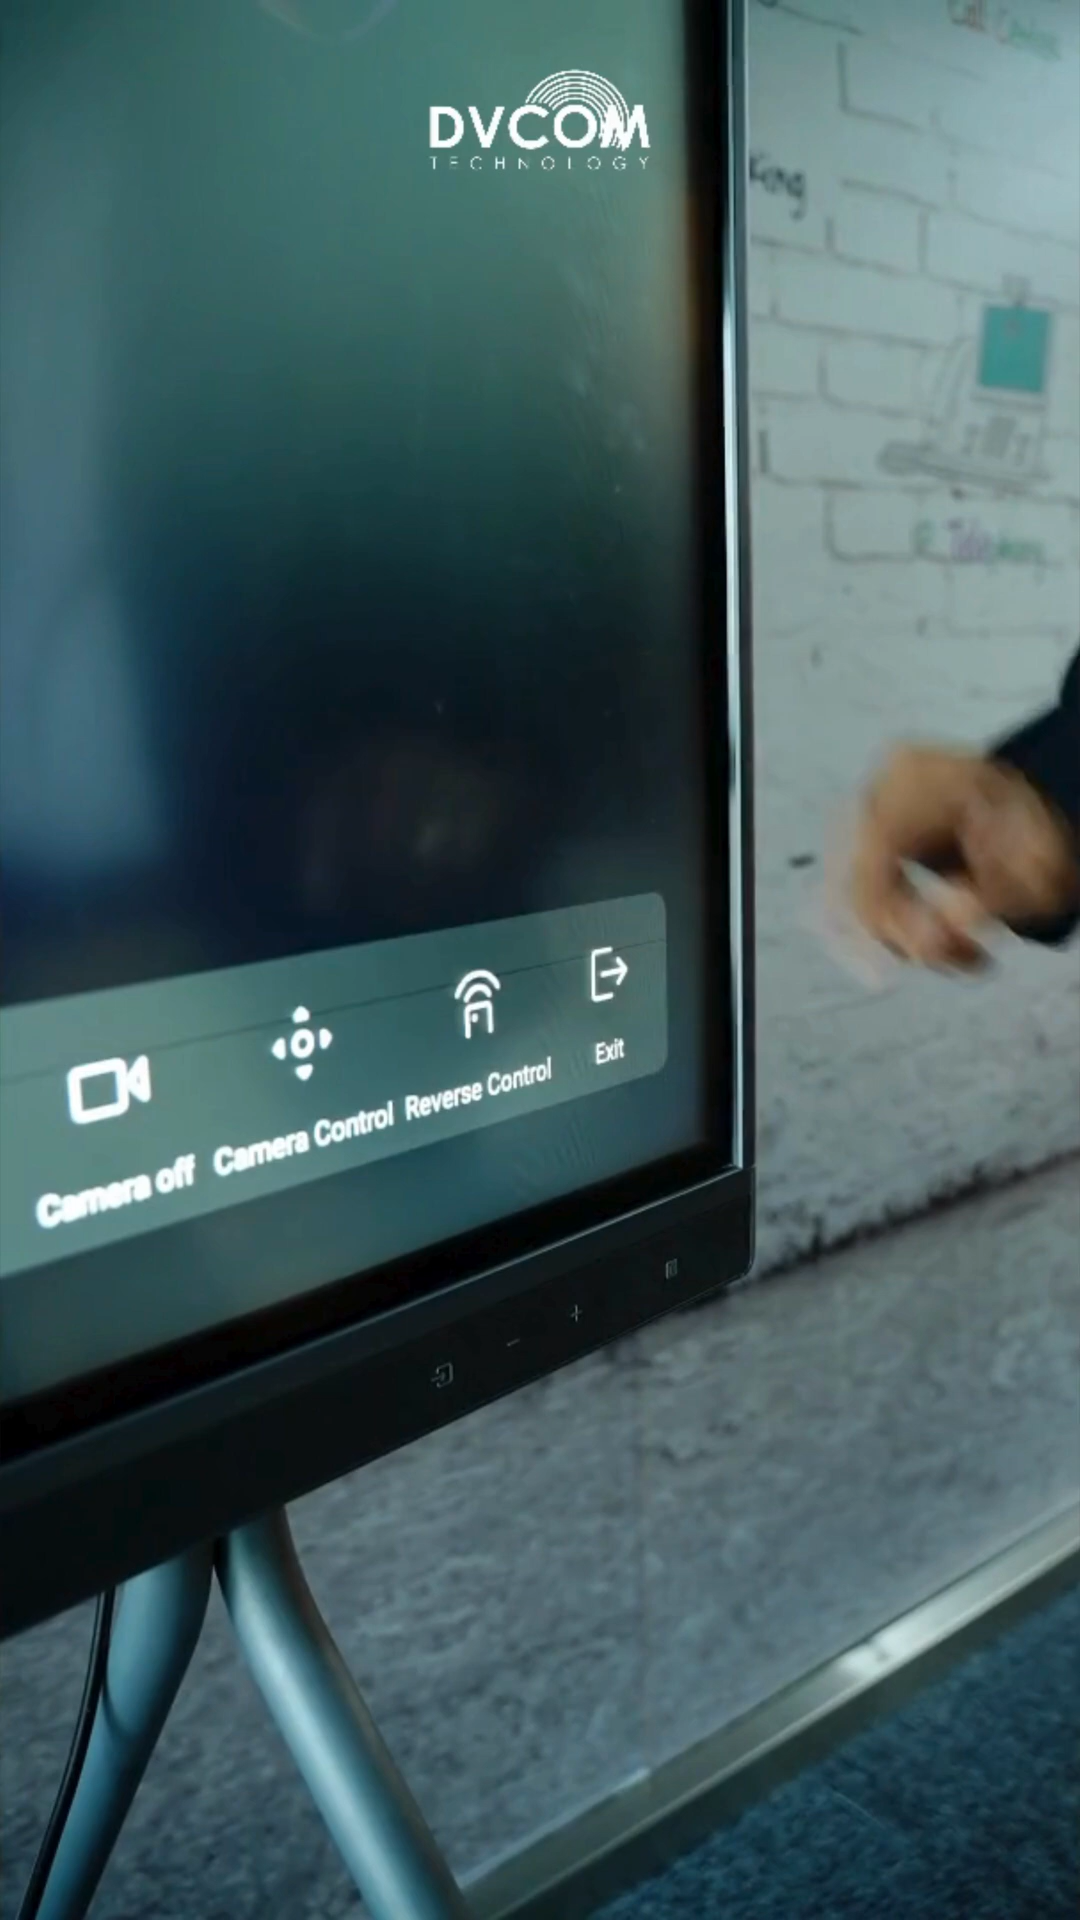 DVCOM
TECHNOLOGY
Camera off
Camera Control
Reverse Control
Exit